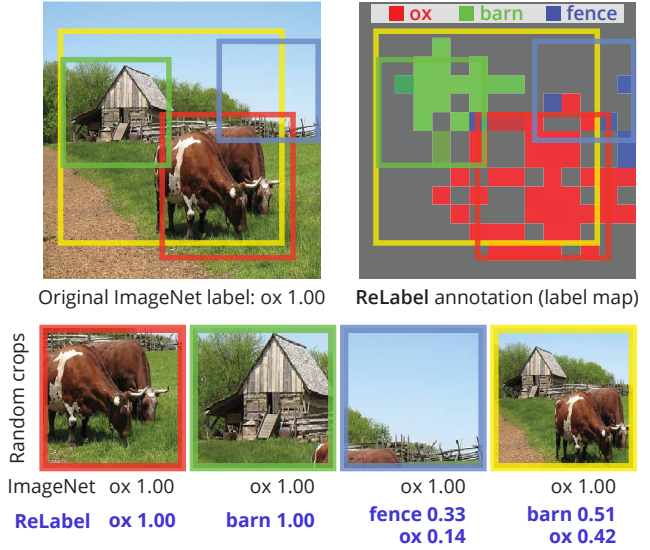 ox barn fence
Original ImageNet label: ox 1.00
ReLabel annotation (label map)
Random crops
ImageNet ox 1.00 ox 1.00 ox 1.00 ox 1.00
ReLabel ox 1.00 barn 1.00 fence 0.33 barn 0.51
ox 0.14 ox 0.42